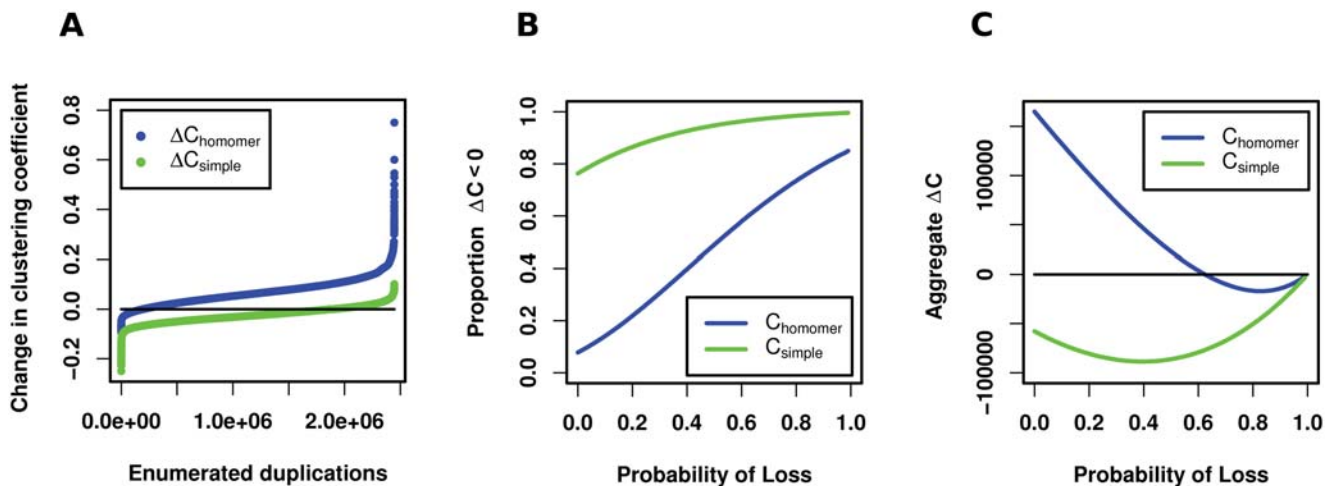 A
Change in clustering coefficient
0.8
0.6
0.4
0.2
0.0
−0.2
ΔChomomer
ΔCsimple
0.0e+00 1.0e+06 2.0e+06
Enumerated duplications
B
Proportion ΔC < 0
1.0
0.8
0.6
0.4
0.2
0.0
Chomomer
Csimple
0.0 0.2 0.4 0.6 0.8 1.0
Probability of Loss
C
Aggregate ΔC
100000
0
−100000
Chomomer
Csimple
0.0 0.2 0.4 0.6 0.8 1.0
Probability of Loss